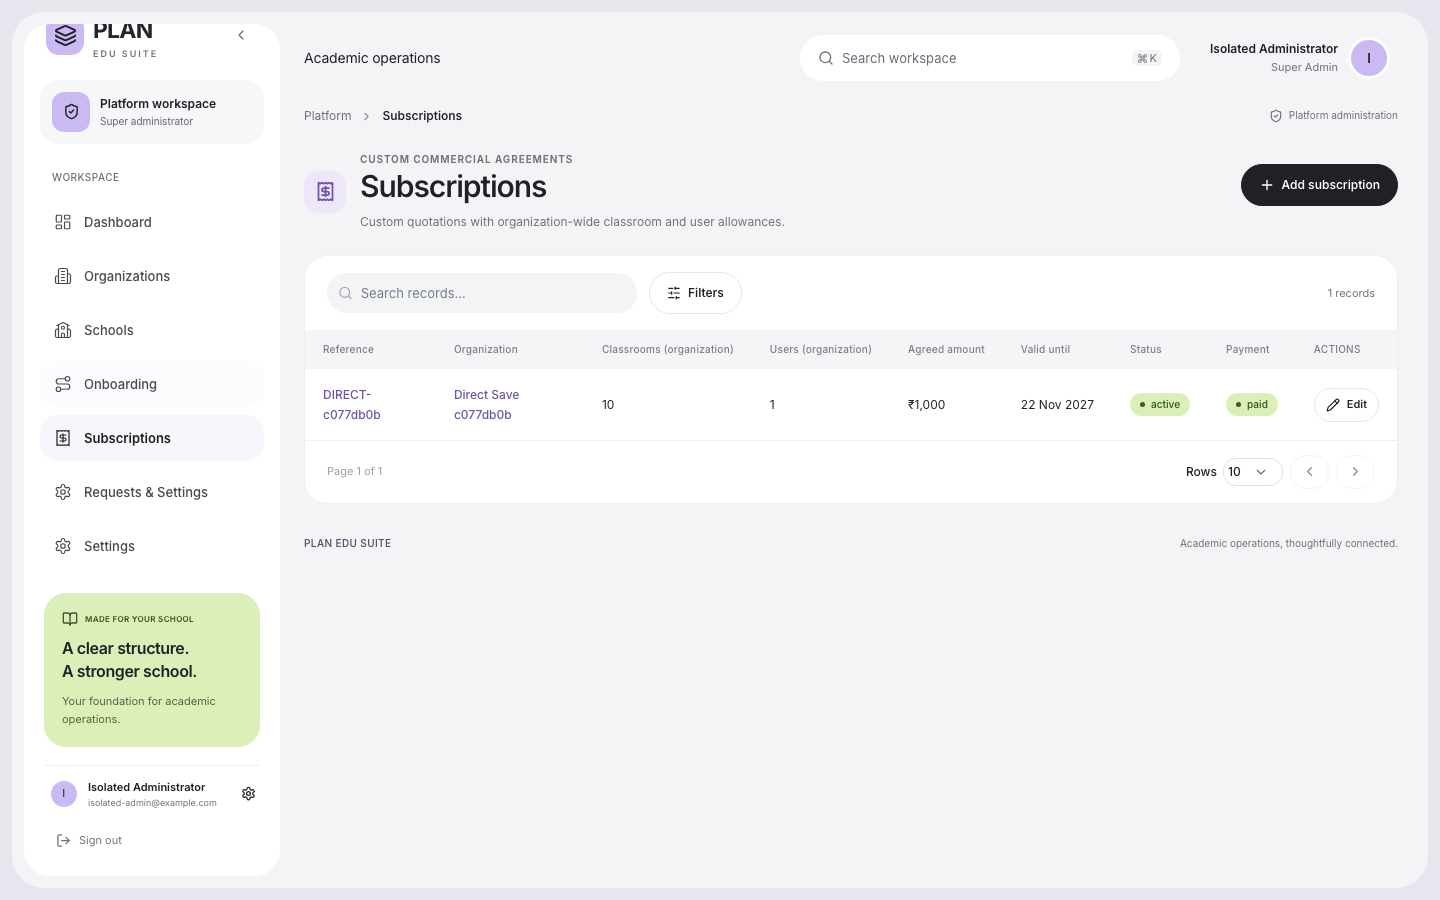 PLAN
EDU SUITE
Platform workspace
Super administrator
WORKSPACE
Dashboard
Organizations
Schools
Onboarding
Subscriptions
Requests & Settings
Settings
MADE FOR YOUR SCHOOL
A clear structure.
A stronger school.
Your foundation for academic
operations.
I
Isolated Administrator
isolated-admin@example.com
Sign out
Academic operations
Search workspace
⌘K
Isolated Administrator
Super Admin
I
Platform
Subscriptions
Platform administration
CUSTOM COMMERCIAL AGREEMENTS
Subscriptions
Custom quotations with organization-wide classroom and user allowances.
Add subscription
Search records...
Filters
1 records
Reference Organization Classrooms (organization) Users (organization) Agreed amount Valid until Status Payment ACTIONS
DIRECT-
c077db0b
Direct Save
c077db0b
10
1
₹1,000
22 Nov 2027
active
paid
Edit
Page 1 of 1
Rows 10
PLAN EDU SUITE
Academic operations, thoughtfully connected.